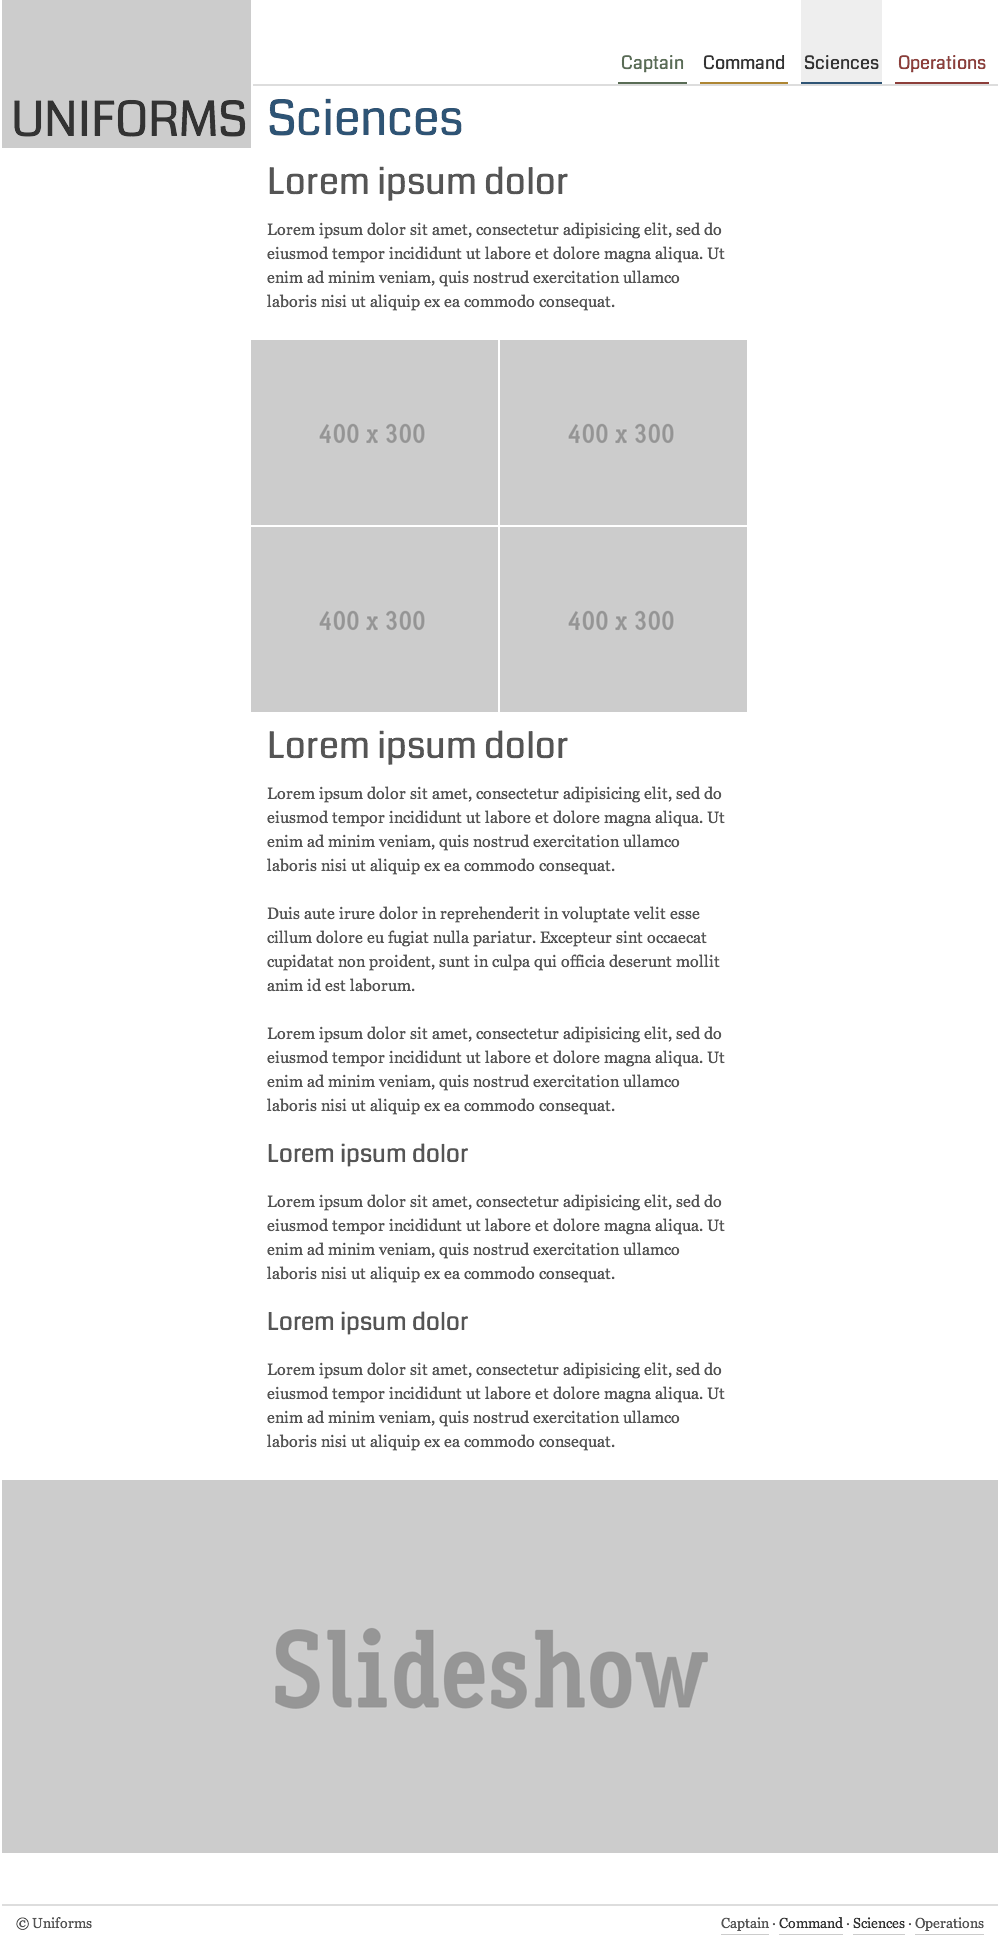 UNIFORMS
Captain Command Sciences Operations
Sciences
Lorem ipsum dolor
Lorem ipsum dolor sit amet, consectetur adipisicing elit, sed do
eiusmod tempor incididunt ut labore et dolore magna aliqua. Ut
enim ad minim veniam, quis nostrud exercitation ullamco
laboris nisi ut aliquip ex ea commodo consequat.
400 x 300 400 x 300
400 x 300 400 x 300
Lorem ipsum dolor
Lorem ipsum dolor sit amet, consectetur adipisicing elit, sed do
eiusmod tempor incididunt ut labore et dolore magna aliqua. Ut
enim ad minim veniam, quis nostrud exercitation ullamco
laboris nisi ut aliquip ex ea commodo consequat.
Duis aute irure dolor in reprehenderit in voluptate velit esse
cillum dolore eu fugiat nulla pariatur. Excepteur sint occaecat
cupidatat non proident, sunt in culpa qui officia deserunt mollit
anim id est laborum.
Lorem ipsum dolor sit amet, consectetur adipisicing elit, sed do
eiusmod tempor incididunt ut labore et dolore magna aliqua. Ut
enim ad minim veniam, quis nostrud exercitation ullamco
laboris nisi ut aliquip ex ea commodo consequat.
Lorem ipsum dolor
Lorem ipsum dolor sit amet, consectetur adipisicing elit, sed do
eiusmod tempor incididunt ut labore et dolore magna aliqua. Ut
enim ad minim veniam, quis nostrud exercitation ullamco
laboris nisi ut aliquip ex ea commodo consequat.
Lorem ipsum dolor
Lorem ipsum dolor sit amet, consectetur adipisicing elit, sed do
eiusmod tempor incididunt ut labore et dolore magna aliqua. Ut
enim ad minim veniam, quis nostrud exercitation ullamco
laboris nisi ut aliquip ex ea commodo consequat.
Slideshow
© Uniforms
Captain · Command · Sciences · Operations